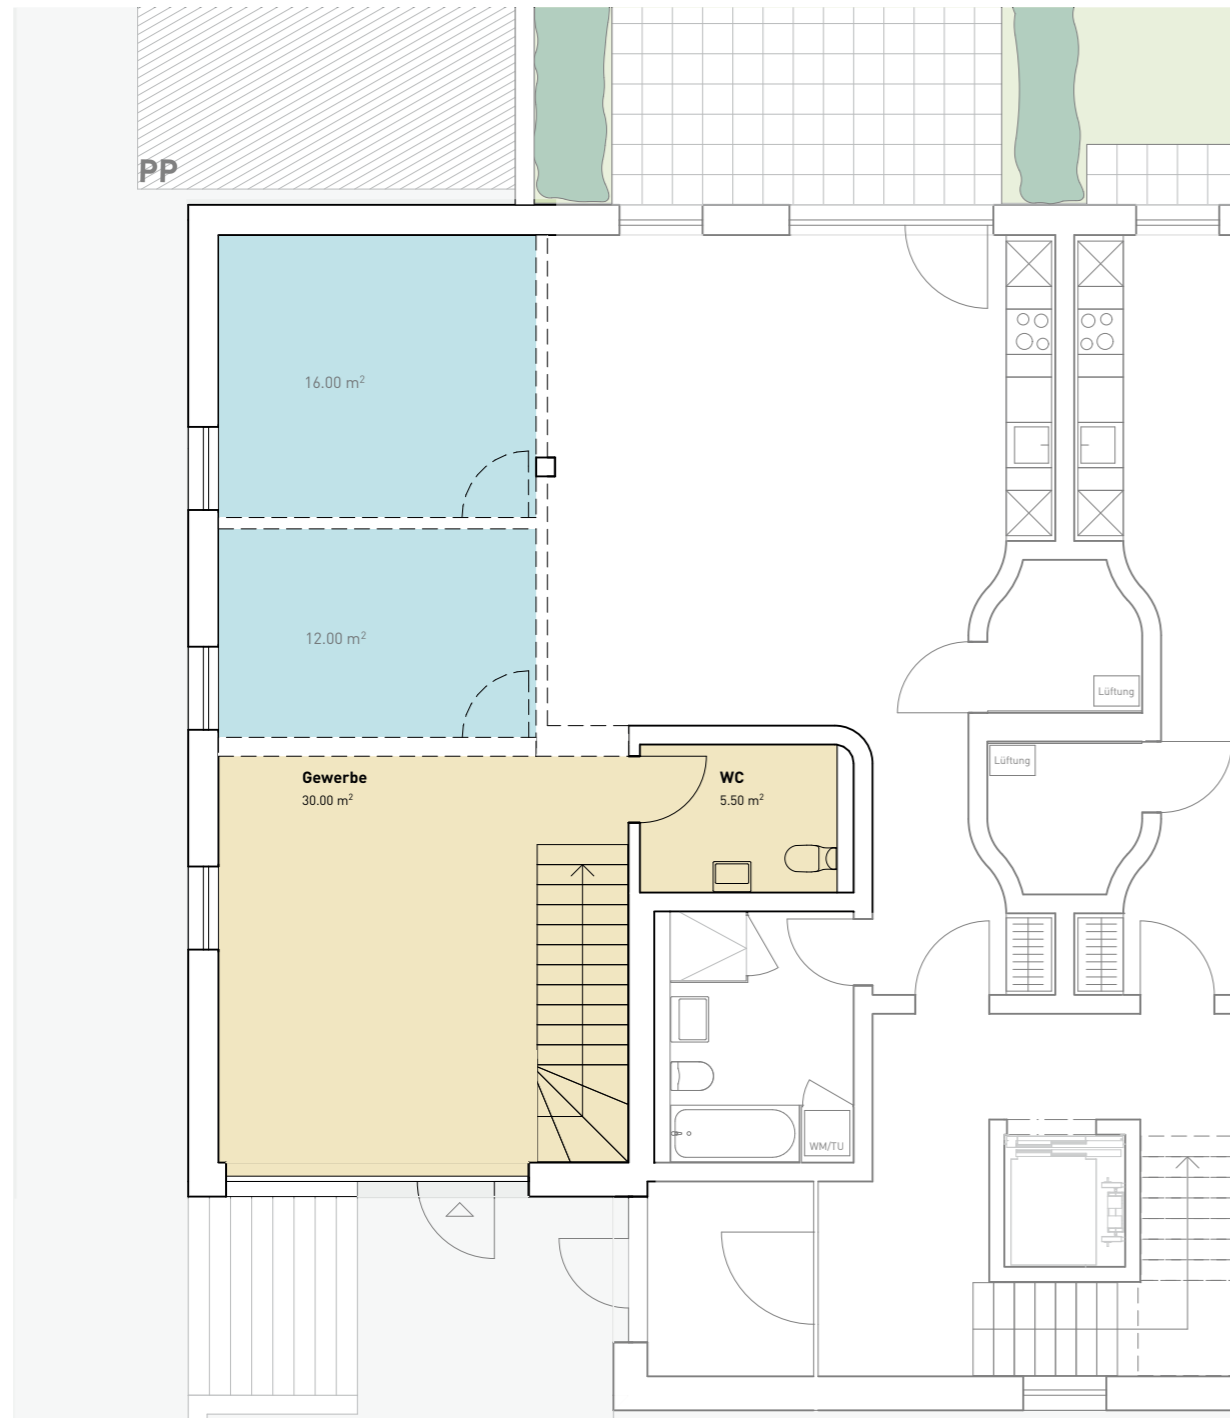 PP
16.00 m²
12.00 m²
Lüftung
Lüftung
Gewerbe
30.00 m²
WC
5.50 m²
WM/TU